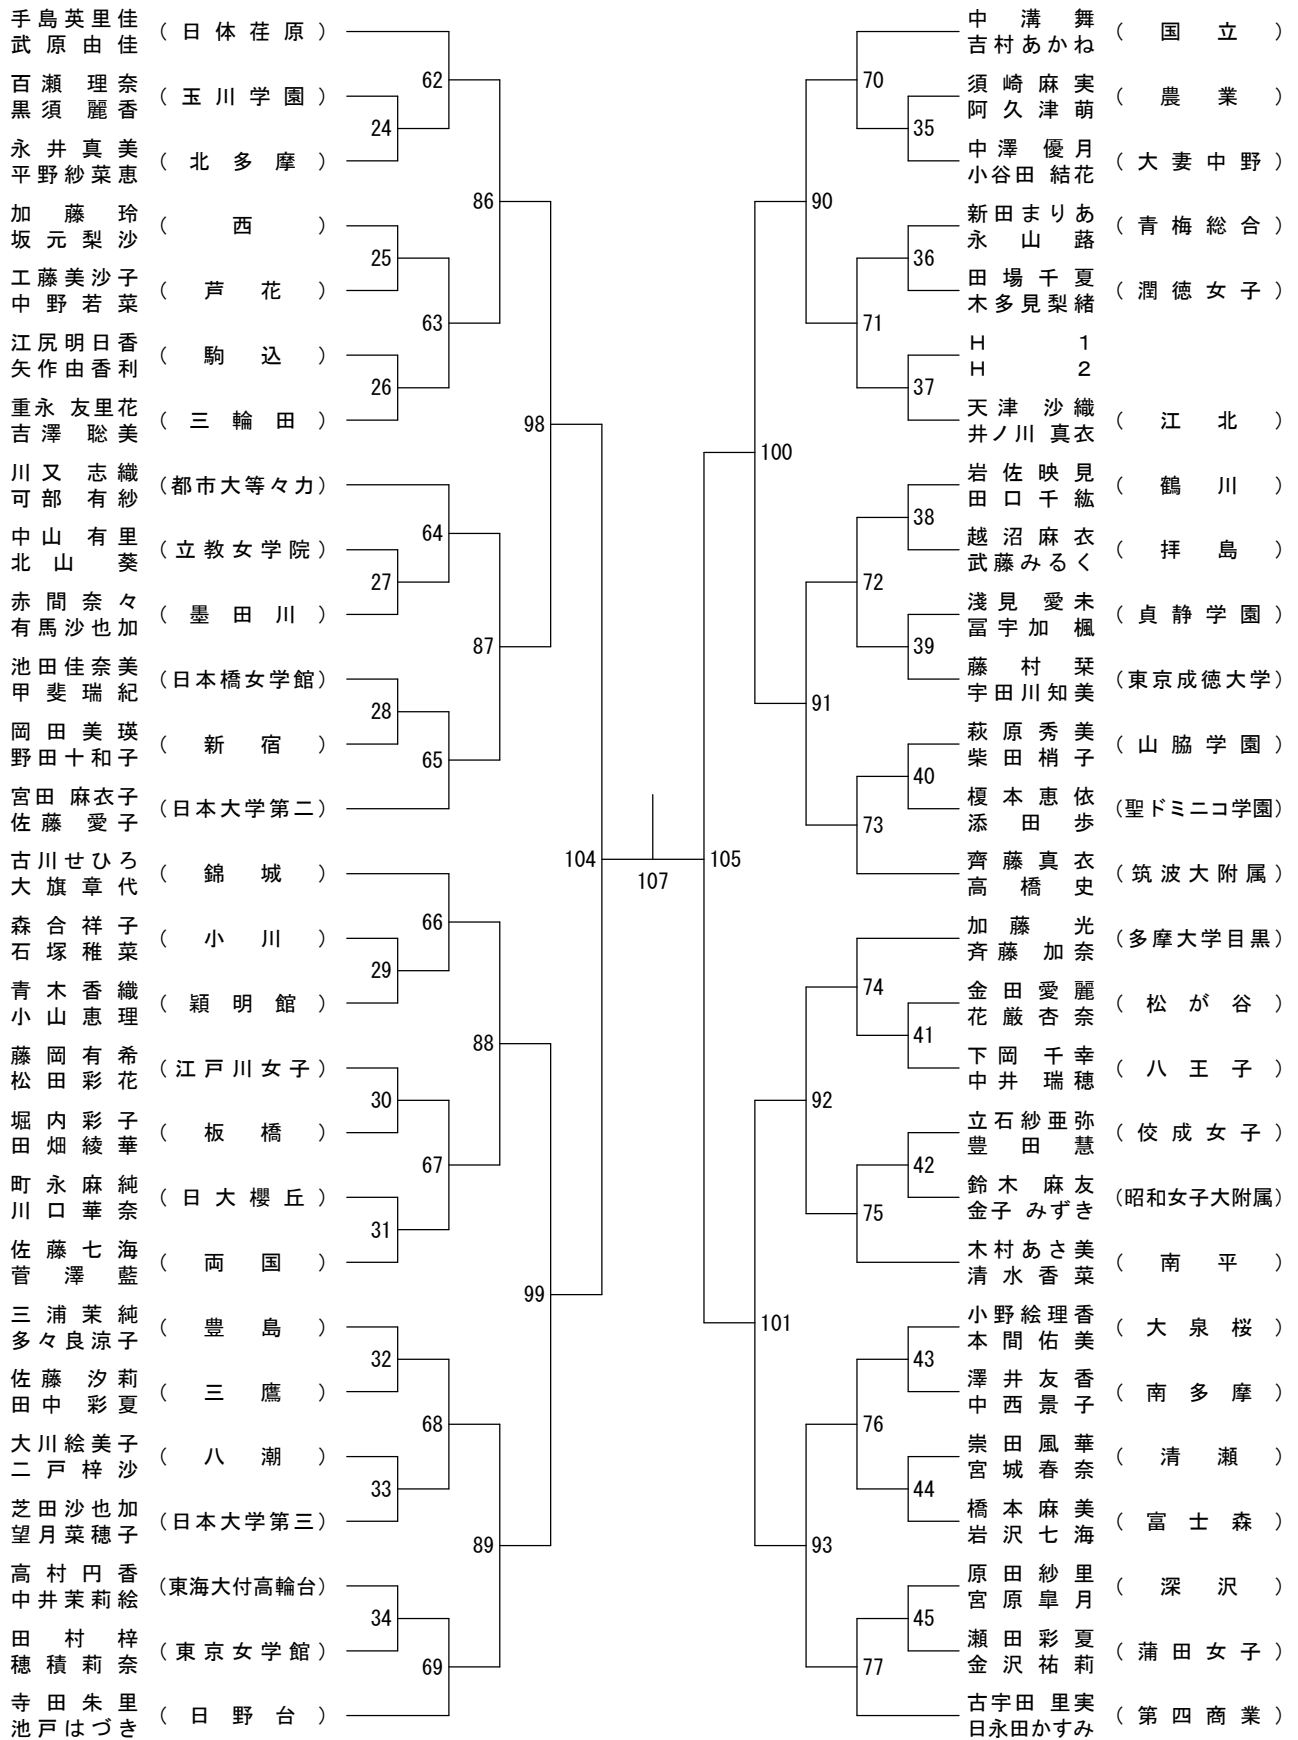 手島英里佳
武原由佳
（日体荏原）
百瀬理奈
黒須麗香
（玉川学園）
永井真美
平野紗菜恵
（北多摩）
加藤玲
坂元梨沙
（西）
工藤美沙子
中野若菜
（芦花）
江尻明日香
矢作由香利
（駒込）
重永友里花
吉澤聡美
（三輪田）
川又志織
可部有紗
（都市大等々力）
中山有里
北山葵
（立教女学院）
赤間奈々
有馬沙也加
（墨田川）
池田佳奈美
甲斐瑞紀
（日本橋女学館）
岡田美瑛
野田十和子
（新宿）
宮田麻衣子
佐藤愛子
（日本大学第二）
古川せひろ
大旗章代
（錦城）
森合祥子
石塚稚菜
（小川）
青木香織
小山恵理
（穎明館）
藤岡有希
松田彩花
（江戸川女子）
堀内彩子
田畑綾華
（板橋）
町永麻純
川口華奈
（日大櫻丘）
佐藤七海
菅澤藍
（両国）
三浦茉純
多々良涼子
（豊島）
佐藤汐莉
田中彩夏
（三鷹）
大川絵美子
二戸梓沙
（八潮）
芝田沙也加
望月菜穂子
（日本大学第三）
高村円香
中井茉莉絵
（東海大付高輪台）
田村梓
穂積莉奈
（東京女学館）
寺田朱里
池戸はづき
（日野台）
62
24
86
25
63
26
98
64
27
87
28
65
104
66
29
88
30
67
31
99
32
68
33
89
34
69
107
105
70
35
90
36
71
37
100
38
72
39
91
40
73
74
41
92
42
75
101
43
76
44
93
45
77
中溝舞
吉村あかね
（国立）
須崎麻実
阿久津萌
（農業）
中澤優月
小谷田結花
（大妻中野）
新田まりあ
永山蕗
（青梅総合）
田場千夏
木多見梨緒
（潤徳女子）
H 1
H 2
天津沙織
井ノ川真衣
（江北）
岩佐映見
田口千紘
（鶴川）
越沼麻衣
武藤みるく
（拝島）
淺見愛未
冨宇加楓
（貞静学園）
藤村栞
宇田川知美
（東京成徳大学）
萩原秀美
柴田梢子
（山脇学園）
榎本恵依
添田歩
（聖ドミニコ学園）
齊藤真衣
高橋史
（筑波大附属）
加藤光
斉藤加奈
（多摩大学目黒）
金田愛麗
花厳杏奈
（松が谷）
下岡千幸
中井瑞穂
（八王子）
立石紗亜弥
豊田慧
（佼成女子）
鈴木麻友
金子みずき
（昭和女子大附属）
木村あさ美
清水香菜
（南平）
小野絵理香
本間佑美
（大泉桜）
澤井友香
中西景子
（南多摩）
崇田風華
宮城春奈
（清瀬）
橋本麻美
岩沢七海
（富士森）
原田紗里
宮原皐月
（深沢）
瀬田彩夏
金沢祐莉
（蒲田女子）
古宇田里実
日永田かすみ
（第四商業）